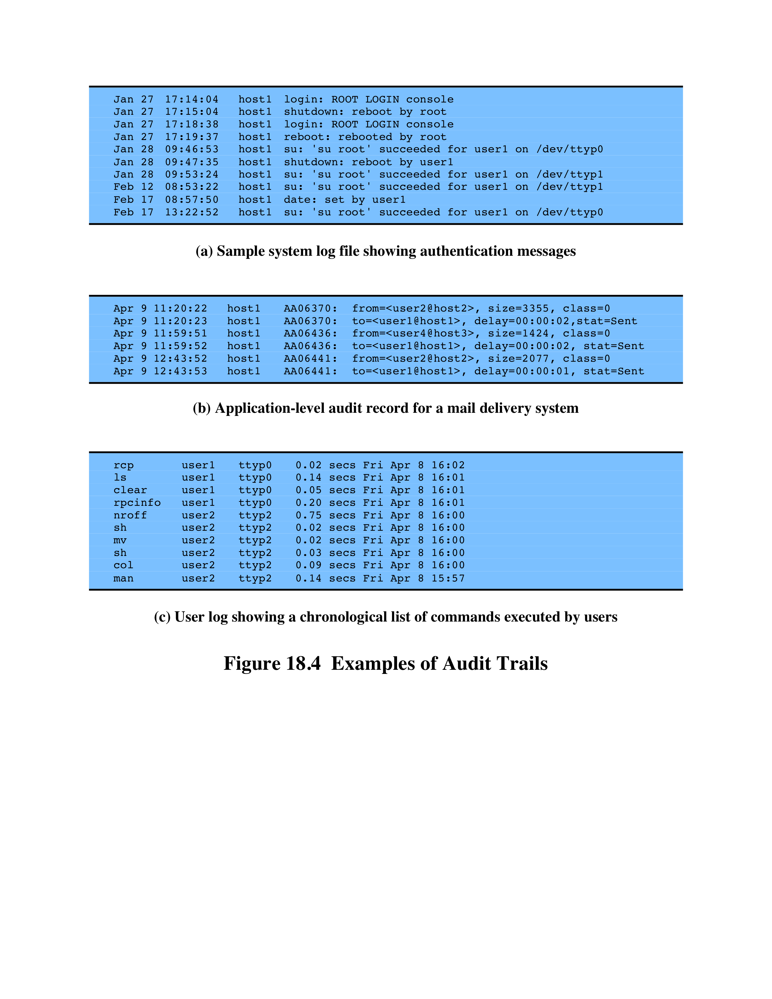 Jan 27 17:14:04 host1 login: ROOT LOGIN console
Jan 27 17:15:04 host1 shutdown: reboot by root
Jan 27 17:18:38 host1 login: ROOT LOGIN console
Jan 27 17:19:37 host1 reboot: rebooted by root
Jan 28 09:46:53 host1 su: 'su root' succeeded for user1 on /dev/ttyp0
Jan 28 09:47:35 host1 shutdown: reboot by user1
Jan 28 09:53:24 host1 su: 'su root' succeeded for user1 on /dev/ttyp1
Feb 12 08:53:22 host1 su: 'su root' succeeded for user1 on /dev/ttyp1
Feb 17 08:57:50 host1 date: set by user1
Feb 17 13:22:52 host1 su: 'su root' succeeded for user1 on /dev/ttyp0
(a) Sample system log file showing authentication messages
Apr 9 11:20:22 host1 AA06370: from=<user2@host2>, size=3355, class=0
Apr 9 11:20:23 host1 AA06370: to=<user1@host1>, delay=00:00:02,stat=Sent
Apr 9 11:59:51 host1 AA06436: from=<user4@host3>, size=1424, class=0
Apr 9 11:59:52 host1 AA06436: to=<user1@host1>, delay=00:00:02, stat=Sent
Apr 9 12:43:52 host1 AA06441: from=<user2@host2>, size=2077, class=0
Apr 9 12:43:53 host1 AA06441: to=<user1@host1>, delay=00:00:01, stat=Sent
(b) Application-level audit record for a mail delivery system
rcp user1 ttyp0 0.02 secs Fri Apr 8 16:02
ls user1 ttyp0 0.14 secs Fri Apr 8 16:01
clear user1 ttyp0 0.05 secs Fri Apr 8 16:01
rpcinfo user1 ttyp0 0.20 secs Fri Apr 8 16:01
nroff user2 ttyp2 0.75 secs Fri Apr 8 16:00
sh user2 ttyp2 0.02 secs Fri Apr 8 16:00
mv user2 ttyp2 0.02 secs Fri Apr 8 16:00
sh user2 ttyp2 0.03 secs Fri Apr 8 16:00
col user2 ttyp2 0.09 secs Fri Apr 8 16:00
man user2 ttyp2 0.14 secs Fri Apr 8 15:57
(c) User log showing a chronological list of commands executed by users
Figure 18.4 Examples of Audit Trails